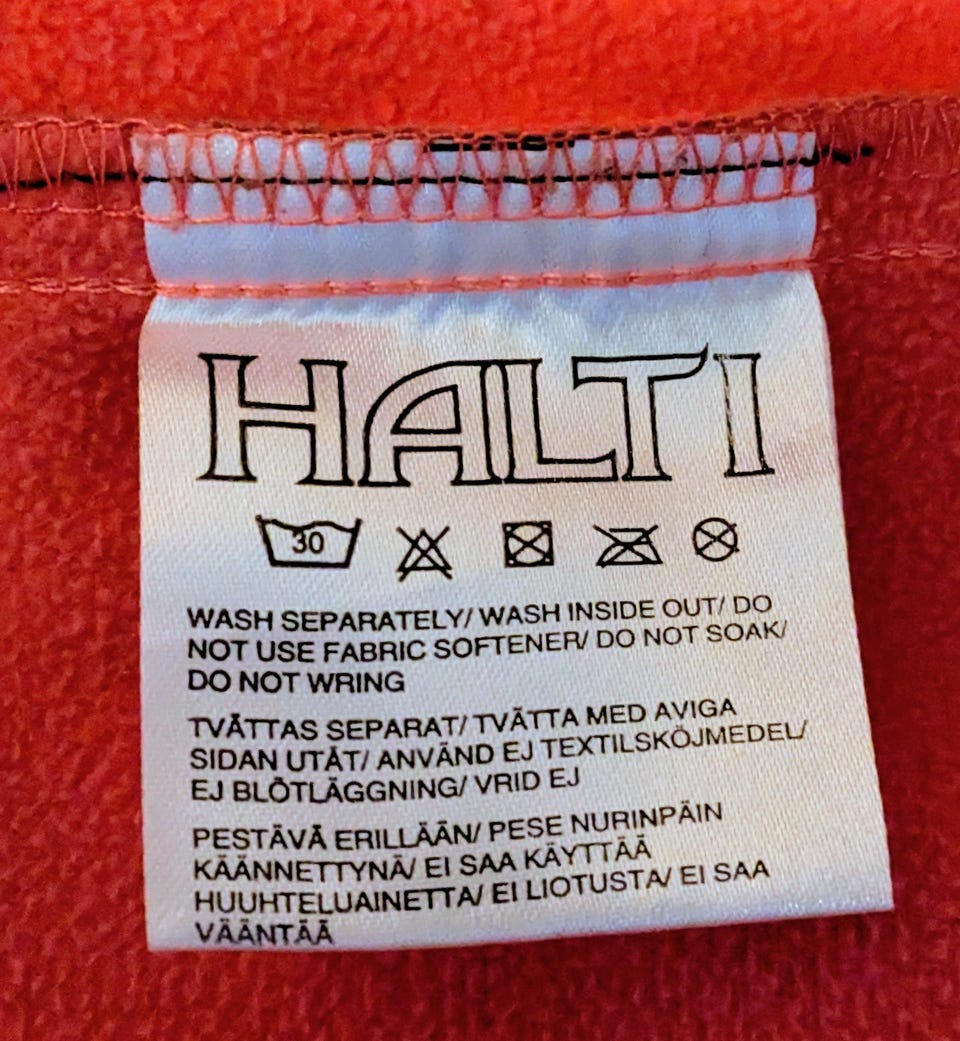 HALTI
30
WASH SEPARATELY/ WASH INSIDE OUT/ DO
NOT USE FABRIC SOFTENER/ DO NOT SOAK/
DO NOT WRING
TVÄTTAS SEPARAT/ TVÄTTA MED AVIGA
SIDAN UTÅT/ ANVÄND EJ TEXTILSKÖJMEDEL/
EJ BLÖTLÄGGNING/ VRID EJ
PESTÄVÄ ERILLÄÄN/ PESE NURINPÄIN
KÄÄNNETTYNÄ/ EI SAA KÄYTTÄÄ
HUUHTELUAINETTA/ EI LIOTUSTA/ EI SAA
VÄÄNTÄÄ